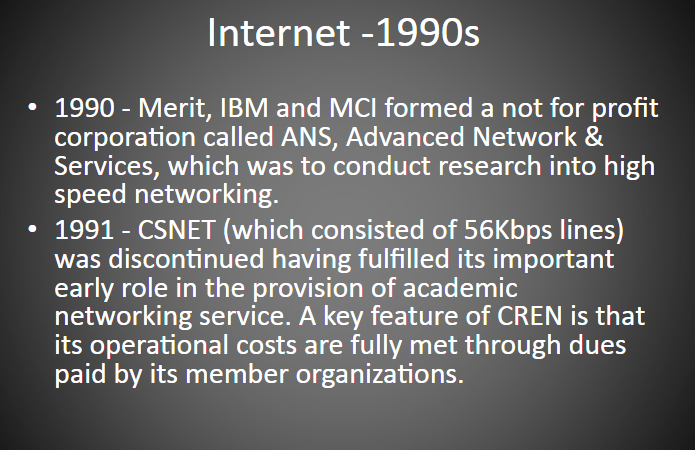 Internet -1990s
• 1990 - Merit, IBM and MCI formed a not for profit
corporation called ANS, Advanced Network &
Services, which was to conduct research into high
speed networking.
• 1991 - CSNET (which consisted of 56Kbps lines)
was discontinued having fulfilled its important
early role in the provision of academic
networking service. A key feature of CREN is that
its operational costs are fully met through dues
paid by its member organizations.